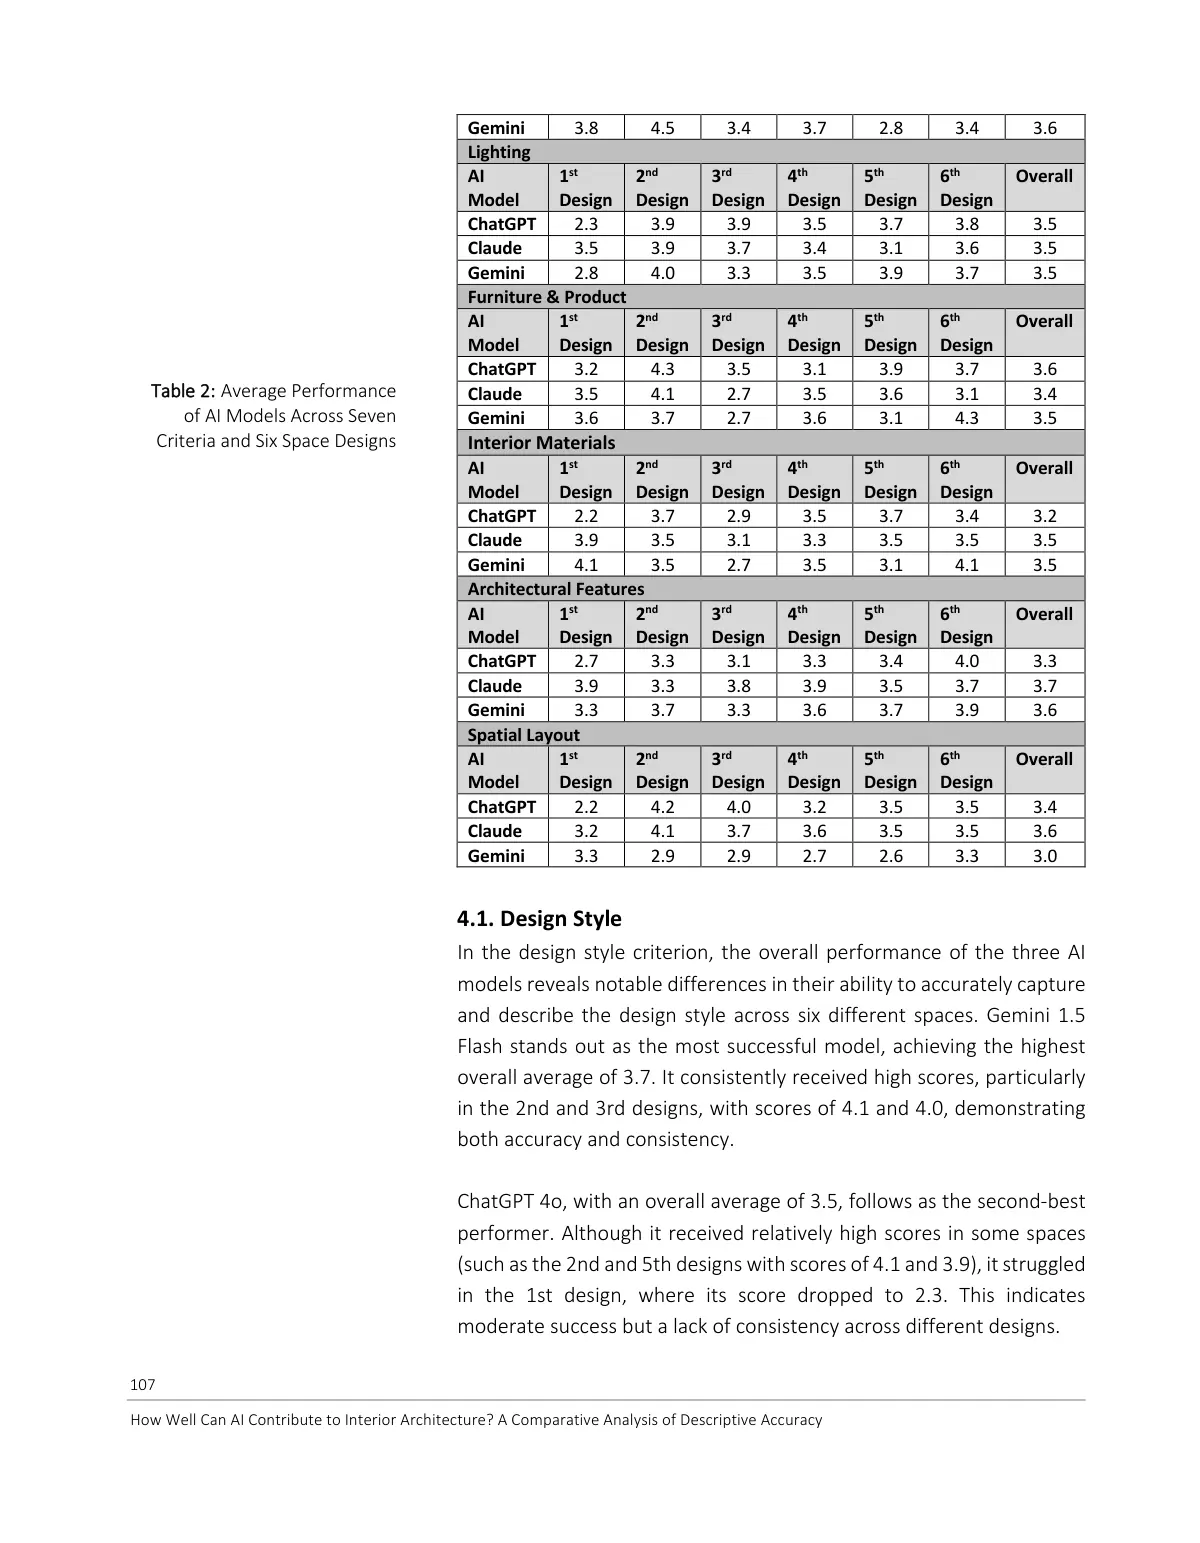 Gemini 3.8 4.5 3.4 3.7 2.8 3.4 3.6
Lighting
AI Model 1st Design 2nd Design 3rd Design 4th Design 5th Design 6th Design Overall
ChatGPT 2.3 3.9 3.9 3.5 3.7 3.8 3.5
Claude 3.5 3.9 3.7 3.4 3.1 3.6 3.5
Gemini 2.8 4.0 3.3 3.5 3.9 3.7 3.5
Furniture & Product
AI Model 1st Design 2nd Design 3rd Design 4th Design 5th Design 6th Design Overall
ChatGPT 3.2 4.3 3.5 3.1 3.9 3.7 3.6
Claude 3.5 4.1 2.7 3.5 3.6 3.1 3.4
Gemini 3.6 3.7 2.7 3.6 3.1 4.3 3.5
Interior Materials
AI Model 1st Design 2nd Design 3rd Design 4th Design 5th Design 6th Design Overall
ChatGPT 2.2 3.7 2.9 3.5 3.7 3.4 3.2
Claude 3.9 3.5 3.1 3.3 3.5 3.5 3.5
Gemini 4.1 3.5 2.7 3.5 3.1 4.1 3.5
Architectural Features
AI Model 1st Design 2nd Design 3rd Design 4th Design 5th Design 6th Design Overall
ChatGPT 2.7 3.3 3.1 3.3 3.4 4.0 3.3
Claude 3.9 3.3 3.8 3.9 3.5 3.7 3.7
Gemini 3.3 3.7 3.3 3.6 3.7 3.9 3.6
Spatial Layout
AI Model 1st Design 2nd Design 3rd Design 4th Design 5th Design 6th Design Overall
ChatGPT 2.2 4.2 4.0 3.2 3.5 3.5 3.4
Claude 3.2 4.1 3.7 3.6 3.5 3.5 3.6
Gemini 3.3 2.9 2.9 2.7 2.6 3.3 3.0
Table 2: Average Performance
of AI Models Across Seven
Criteria and Six Space Designs
4.1. Design Style
In the design style criterion, the overall performance of the three AI
models reveals notable differences in their ability to accurately capture
and describe the design style across six different spaces. Gemini 1.5
Flash stands out as the most successful model, achieving the highest
overall average of 3.7. It consistently received high scores, particularly
in the 2nd and 3rd designs, with scores of 4.1 and 4.0, demonstrating
both accuracy and consistency.
ChatGPT 4o, with an overall average of 3.5, follows as the second-best
performer. Although it received relatively high scores in some spaces
(such as the 2nd and 5th designs with scores of 4.1 and 3.9), it struggled
in the 1st design, where its score dropped to 2.3. This indicates
moderate success but a lack of consistency across different designs.
107
How Well Can AI Contribute to Interior Architecture? A Comparative Analysis of Descriptive Accuracy